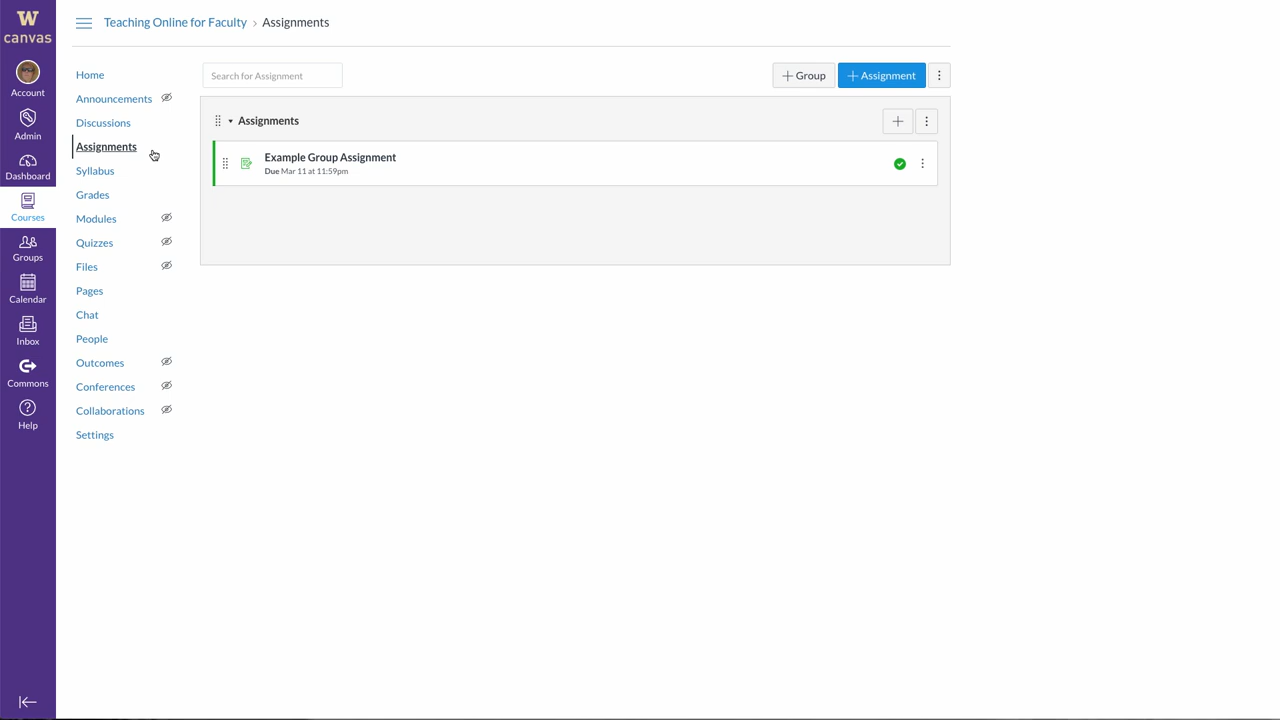 W
canvas
Account
Admin
Dashboard
Courses
Groups
Calendar
Inbox
Commons
Help
Teaching Online for Faculty › Assignments
Home
Announcements
Discussions
Assignments
Syllabus
Grades
Modules
Quizzes
Files
Pages
Chat
People
Outcomes
Conferences
Collaborations
Settings
Search for Assignment
+ Group
+ Assignment
Assignments
Example Group Assignment
Due Mar 11 at 11:59pm